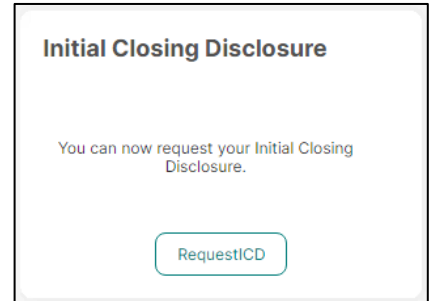 Initial Closing Disclosure
You can now request your Initial Closing
Disclosure.
RequestICD